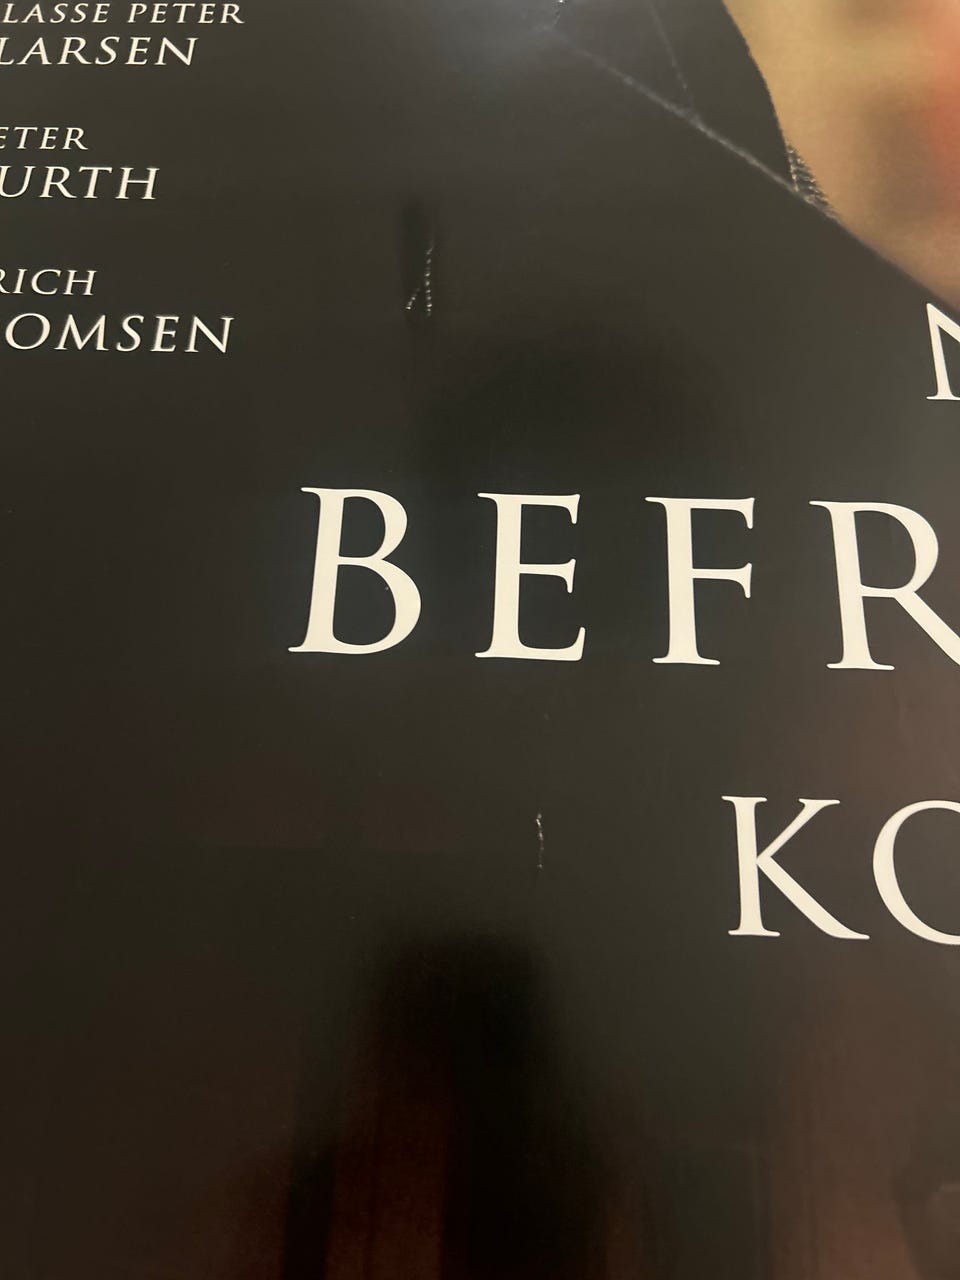 LASSE PETER
LARSEN
ETER
URTH
RICH
OMSEN
BEFR
KO